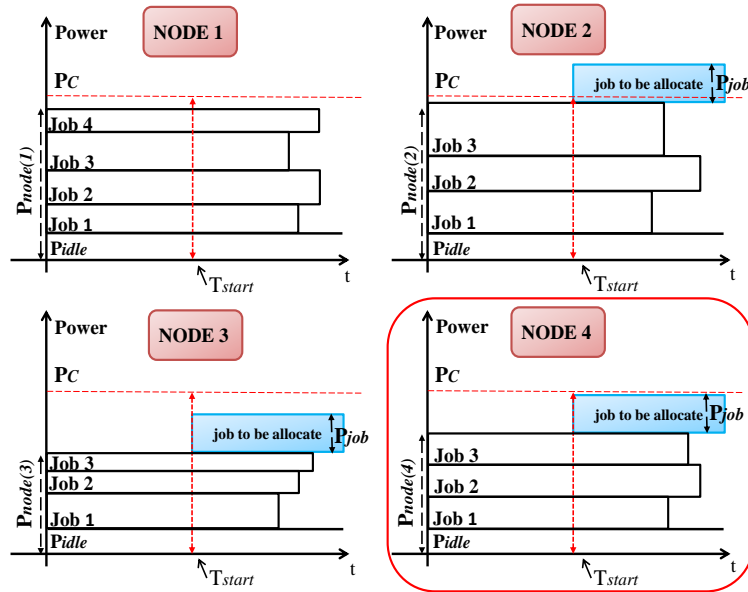 Power
NODE 1
PC
Job 4
Job 3
Job 2
Job 1
Pidle
Pnode(1)
t
Tstart
Power
NODE 2
PC
job to be allocate
Pjob
Job 3
Job 2
Job 1
Pidle
Pnode(2)
t
Tstart
Power
NODE 3
PC
job to be allocate
Pjob
Job 3
Job 2
Job 1
Pidle
Pnode(3)
t
Tstart
Power
NODE 4
PC
job to be allocate
Pjob
Job 3
Job 2
Job 1
Pidle
Pnode(4)
t
Tstart